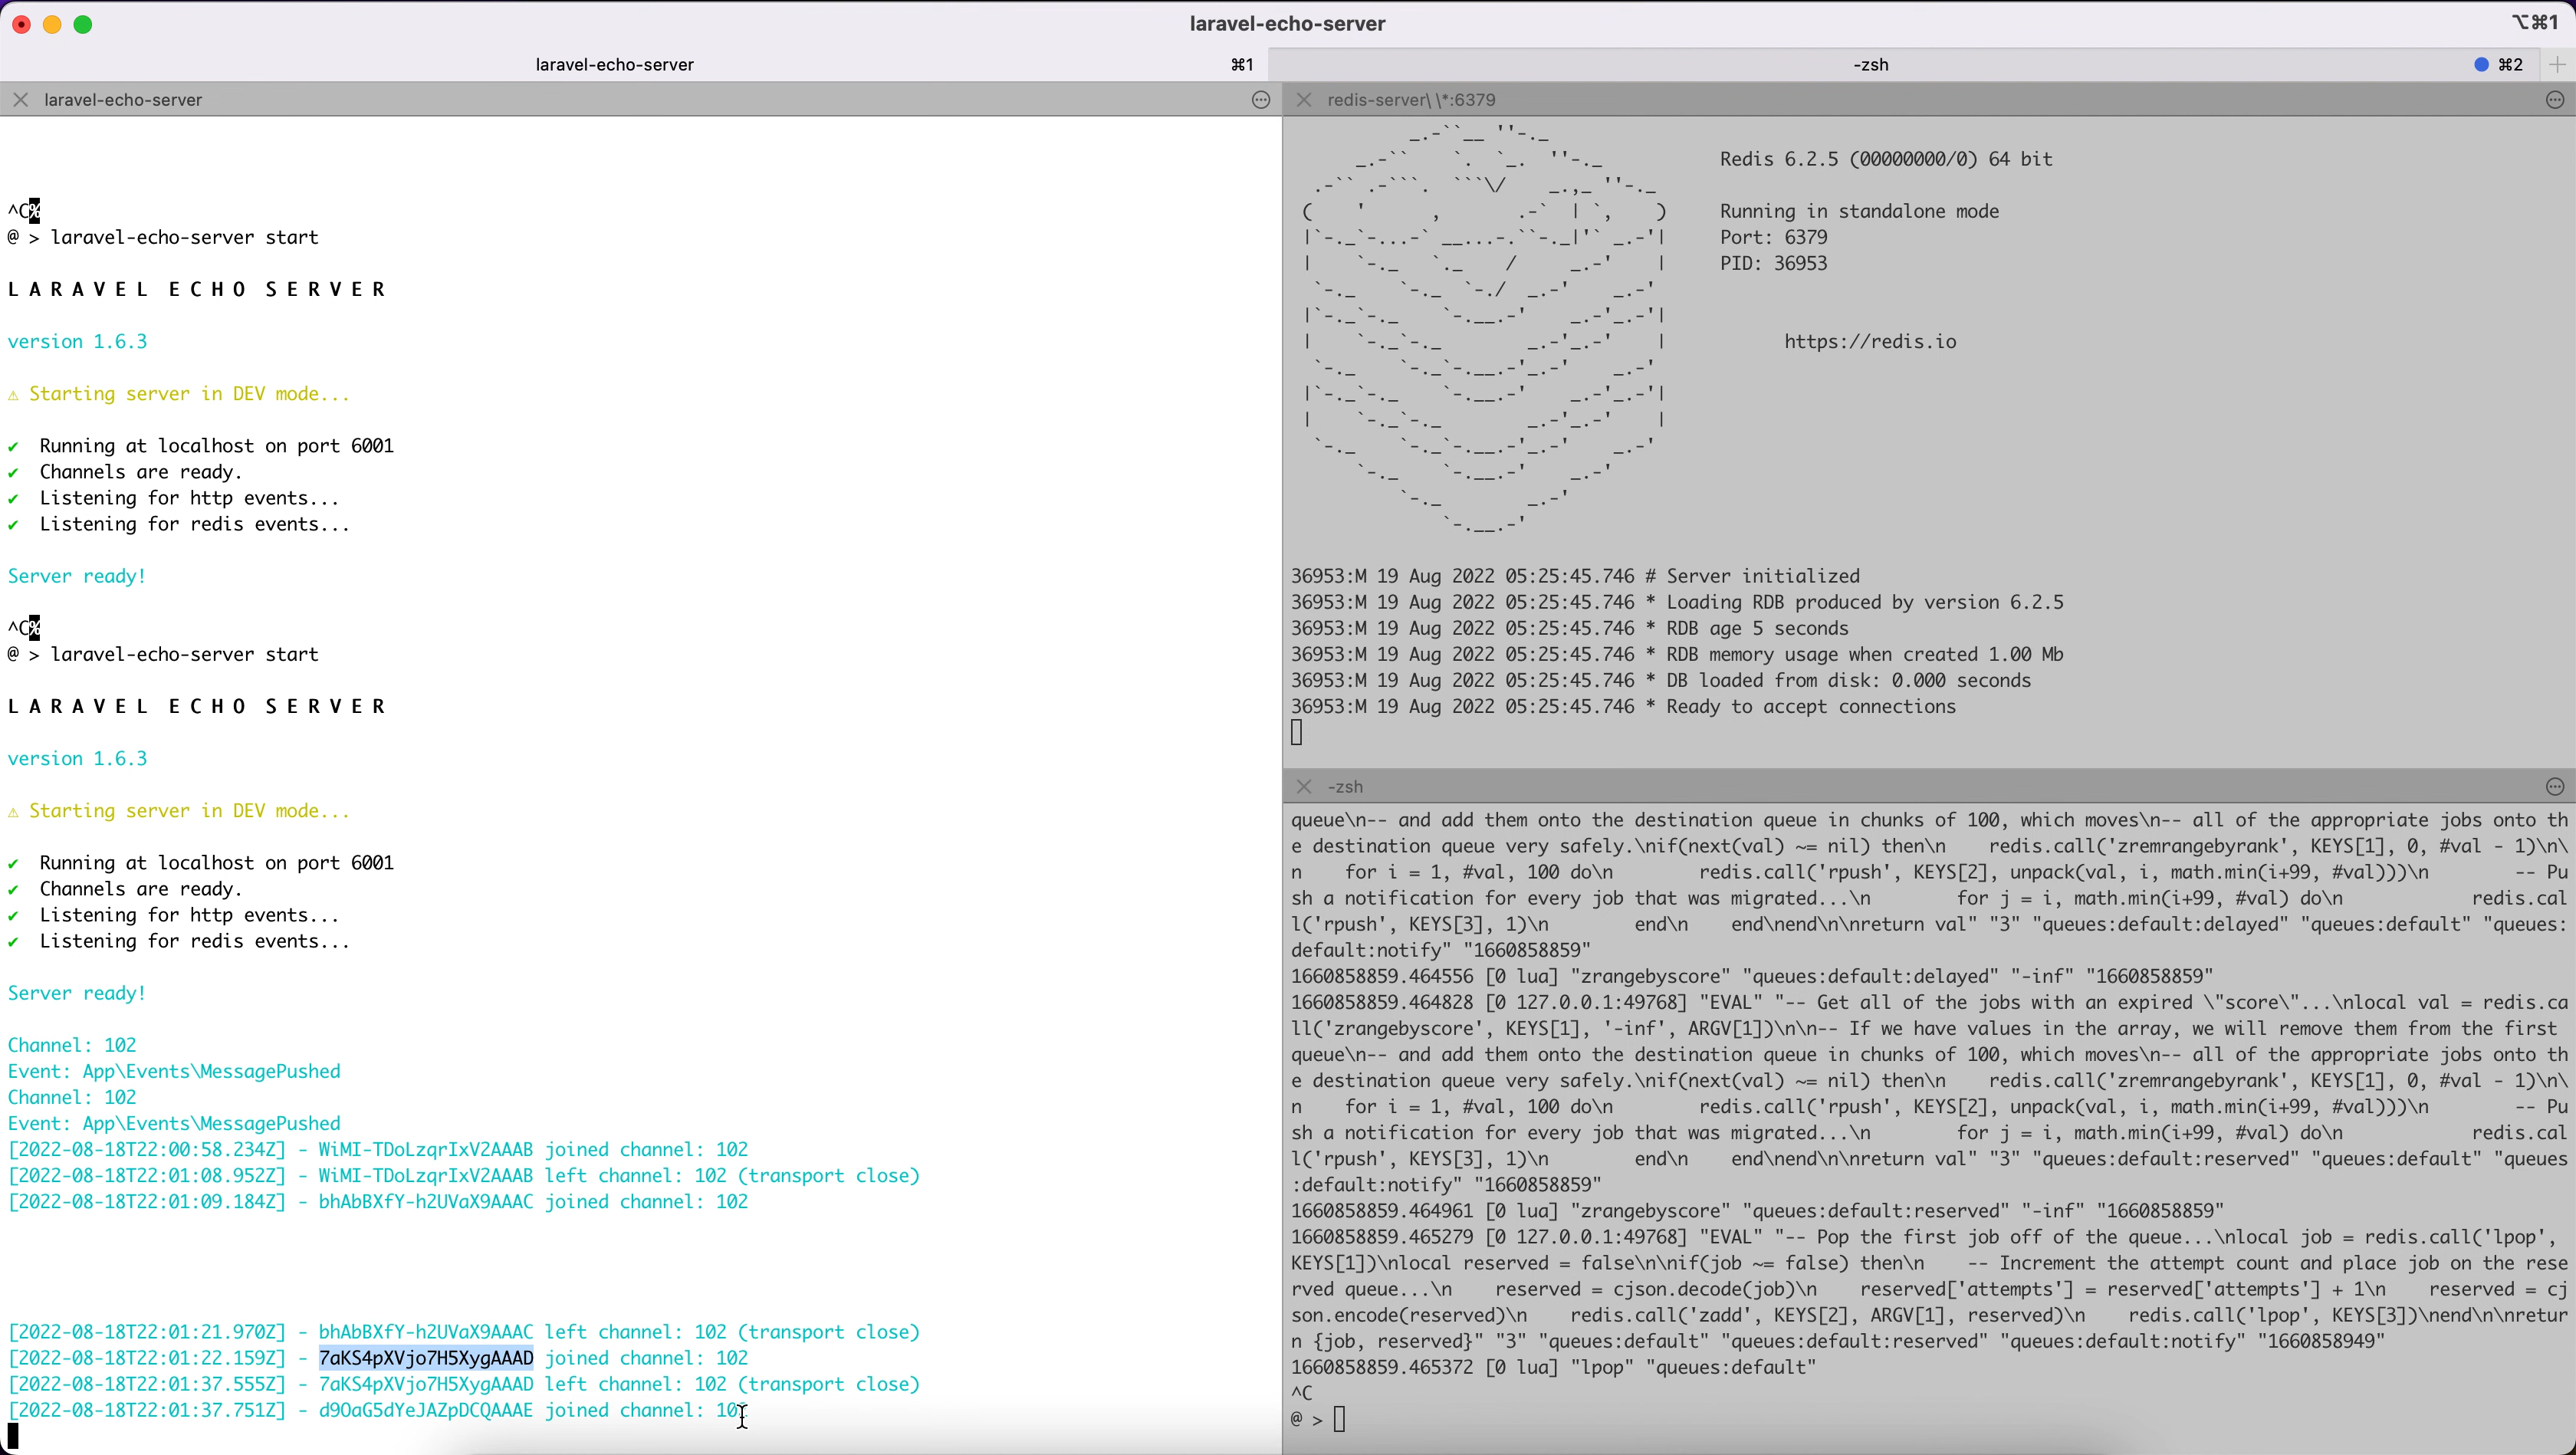 laravel-echo-server
⌥⌘1
laravel-echo-server ⌘1
-zsh ⌘2
laravel-echo-server
^C%
@ > laravel-echo-server start
L A R A V E L  E C H O  S E R V E R
version 1.6.3
⚠ Starting server in DEV mode...
✔ Running at localhost on port 6001
✔ Channels are ready.
✔ Listening for http events...
✔ Listening for redis events...
Server ready!
^C%
@ > laravel-echo-server start
L A R A V E L  E C H O  S E R V E R
version 1.6.3
⚠ Starting server in DEV mode...
✔ Running at localhost on port 6001
✔ Channels are ready.
✔ Listening for http events...
✔ Listening for redis events...
Server ready!
Channel: 102
Event: App\Events\MessagePushed
Channel: 102
Event: App\Events\MessagePushed
[2022-08-18T22:00:58.234Z] - WiMI-TDoLzqrIxV2AAAB joined channel: 102
[2022-08-18T22:01:08.952Z] - WiMI-TDoLzqrIxV2AAAB left channel: 102 (transport close)
[2022-08-18T22:01:09.184Z] - bhAbBXfY-h2UVaX9AAAC joined channel: 102
[2022-08-18T22:01:21.970Z] - bhAbBXfY-h2UVaX9AAAC left channel: 102 (transport close)
[2022-08-18T22:01:22.159Z] - 7aKS4pXVjo7H5XygAAAD joined channel: 102
[2022-08-18T22:01:37.555Z] - 7aKS4pXVjo7H5XygAAAD left channel: 102 (transport close)
[2022-08-18T22:01:37.751Z] - d9OaG5dYeJAZpDCQAAAE joined channel: 102
redis-server\ \*:6379
Redis 6.2.5 (00000000/0) 64 bit
Running in standalone mode
Port: 6379
PID: 36953
https://redis.io
36953:M 19 Aug 2022 05:25:45.746 # Server initialized
36953:M 19 Aug 2022 05:25:45.746 * Loading RDB produced by version 6.2.5
36953:M 19 Aug 2022 05:25:45.746 * RDB age 5 seconds
36953:M 19 Aug 2022 05:25:45.746 * RDB memory usage when created 1.00 Mb
36953:M 19 Aug 2022 05:25:45.746 * DB loaded from disk: 0.000 seconds
36953:M 19 Aug 2022 05:25:45.746 * Ready to accept connections
-zsh
queue\n-- and add them onto the destination queue in chunks of 100, which moves\n-- all of the appropriate jobs onto th
e destination queue very safely.\nif(next(val) ~= nil) then\n    redis.call('zremrangebyrank', KEYS[1], 0, #val - 1)\n\
n    for i = 1, #val, 100 do\n        redis.call('rpush', KEYS[2], unpack(val, i, math.min(i+99, #val)))\n        -- Pu
sh a notification for every job that was migrated...\n        for j = i, math.min(i+99, #val) do\n            redis.cal
l('rpush', KEYS[3], 1)\n        end\n    end\nend\n\nreturn val" "3" "queues:default:delayed" "queues:default" "queues:
default:notify" "1660858859"
1660858859.464556 [0 lua] "zrangebyscore" "queues:default:delayed" "-inf" "1660858859"
1660858859.464828 [0 127.0.0.1:49768] "EVAL" "-- Get all of the jobs with an expired \"score\"...\nlocal val = redis.ca
ll('zrangebyscore', KEYS[1], '-inf', ARGV[1])\n\n-- If we have values in the array, we will remove them from the first
queue\n-- and add them onto the destination queue in chunks of 100, which moves\n-- all of the appropriate jobs onto th
e destination queue very safely.\nif(next(val) ~= nil) then\n    redis.call('zremrangebyrank', KEYS[1], 0, #val - 1)\n\
n    for i = 1, #val, 100 do\n        redis.call('rpush', KEYS[2], unpack(val, i, math.min(i+99, #val)))\n        -- Pu
sh a notification for every job that was migrated...\n        for j = i, math.min(i+99, #val) do\n            redis.cal
l('rpush', KEYS[3], 1)\n        end\n    end\nend\n\nreturn val" "3" "queues:default:reserved" "queues:default" "queues
:default:notify" "1660858859"
1660858859.464961 [0 lua] "zrangebyscore" "queues:default:reserved" "-inf" "1660858859"
1660858859.465279 [0 127.0.0.1:49768] "EVAL" "-- Pop the first job off of the queue...\nlocal job = redis.call('lpop',
KEYS[1])\nlocal reserved = false\n\nif(job ~= false) then\n    -- Increment the attempt count and place job on the rese
rved queue...\n    reserved = cjson.decode(job)\n    reserved['attempts'] = reserved['attempts'] + 1\n    reserved = cj
son.encode(reserved)\n    redis.call('zadd', KEYS[2], ARGV[1], reserved)\n    redis.call('lpop', KEYS[3])\nend\n\nretur
n {job, reserved}" "3" "queues:default" "queues:default:reserved" "queues:default:notify" "1660858949"
1660858859.465372 [0 lua] "lpop" "queues:default"
^C
@ >